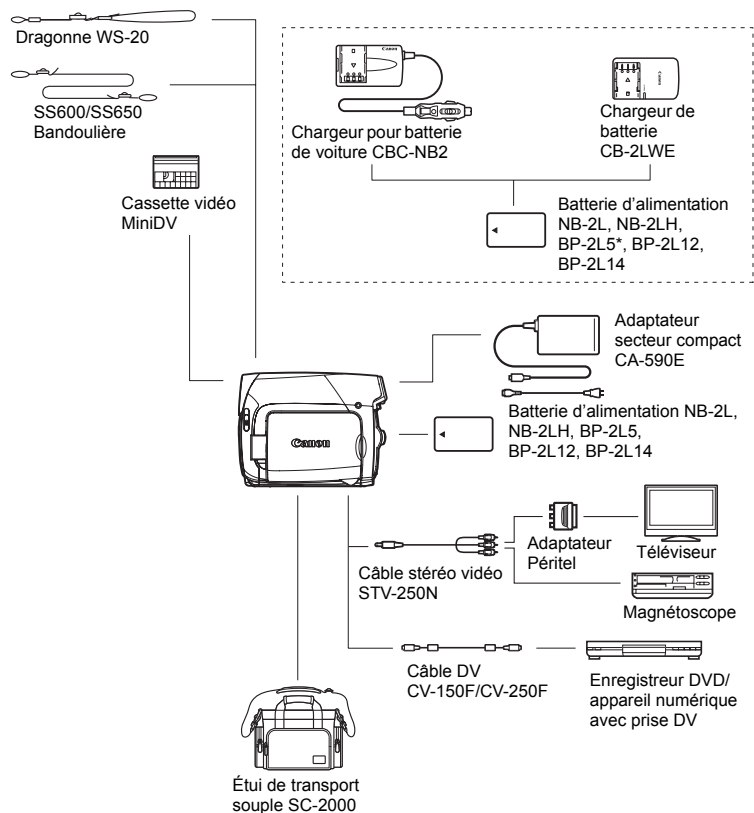 Dragonne WS-20
SS600/SS650
Bandoulière
Cassette vidéo
MiniDV
Canon
Chargeur pour batterie
de voiture CBC-NB2
Chargeur de
batterie
CB-2LWE
Batterie d'alimentation
NB-2L, NB-2LH,
BP-2L5*, BP-2L12,
BP-2L14
Adaptateur
secteur compact
CA-590E
Canon
Batterie d'alimentation NB-2L,
NB-2LH, BP-2L5,
BP-2L12, BP-2L14
Câble stéréo vidéo
STV-250N
Adaptateur
Péritel
Téléviseur
Magnétoscope
Câble DV
CV-150F/CV-250F
Enregistreur DVD/
appareil numérique
avec prise DV
Étui de transport
souple SC-2000